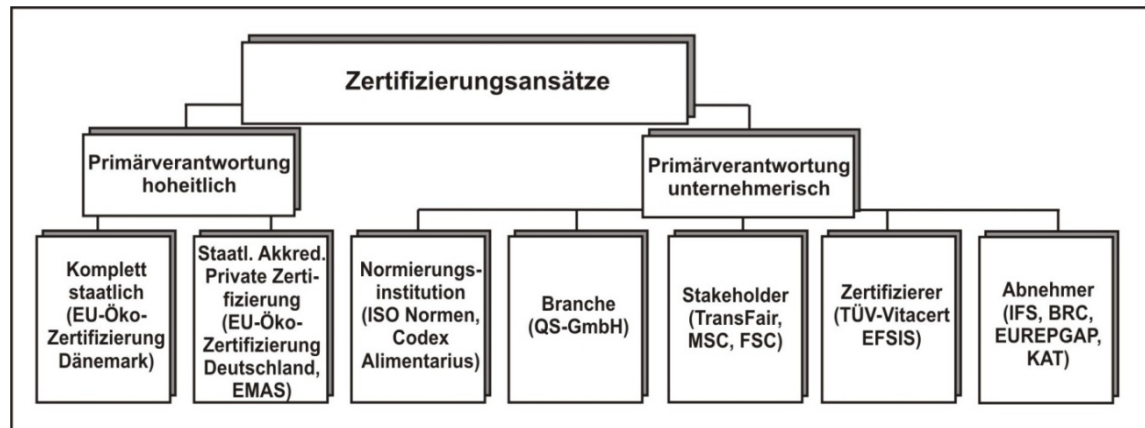 Zertifizierungsansätze
Primärverantwortung
hoheitlich
Primärverantwortung
unternehmerisch
Komplett
staatlich
(EU-Öko-
Zertifizierung
Dänemark)
Staatl. Akkred.
Private Zerti-
fizierung
(EU-Öko-
Zertifizierung
Deutschland,
EMAS)
Normierungs-
institution
(ISO Normen,
Codex
Alimentarius)
Branche
(QS-GmbH)
Stakeholder
(TransFair,
MSC, FSC)
Zertifizierer
(TÜV-Vitacert
EFSIS)
Abnehmer
(IFS, BRC,
EUREPGAP,
KAT)